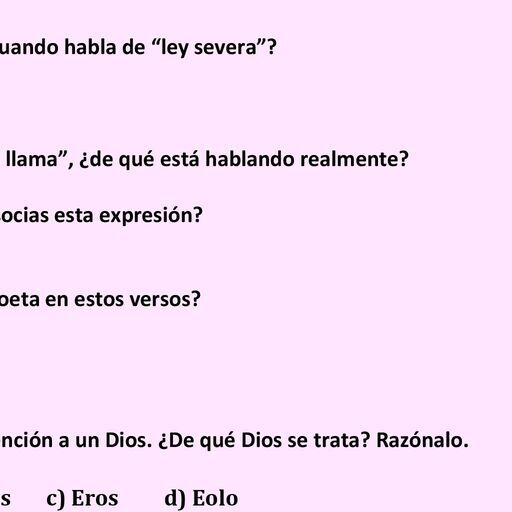 uando habla de “ley severa”?
llama”, ¿de qué está hablando realmente?
ocias esta expresión?
oeta en estos versos?
nción a un Dios. ¿De qué Dios se trata? Razónalo.
s c) Eros d) Eolo